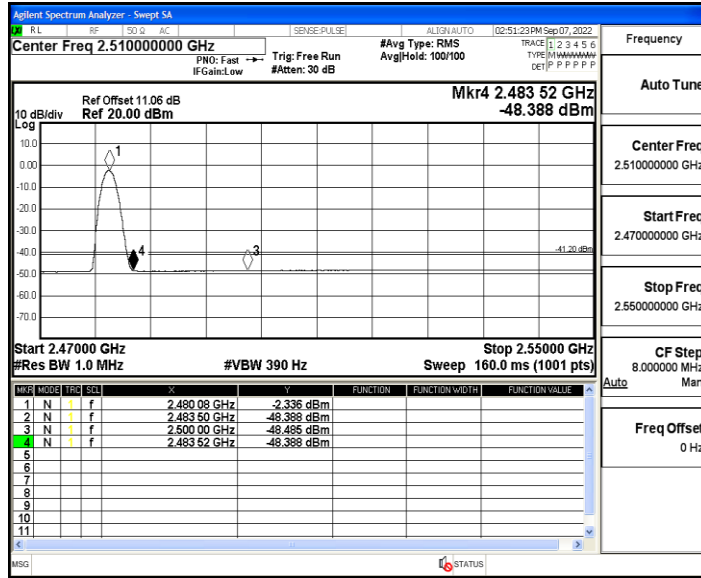 Agilent Spectrum Analyzer - Swept SA
RL RF 50 Ω AC SENSE:PULSE ALIGN AUTO 02:51:23 PM Sep 07, 2022
Center Freq 2.510000000 GHz
PNO: Fast
IFGain:Low
Trig: Free Run
#Atten: 30 dB
#Avg Type: RMS
Avg|Hold: 100/100
TRACE 1 2 3 4 5 6
TYPE M WWWWW
DET P P P P P P
Ref Offset 11.06 dB
Ref 20.00 dBm
10 dB/div
Log
Mkr4 2.483 52 GHz
-48.388 dBm
10.0
0.00
-10.0
-20.0
-30.0
-40.0
-50.0
-60.0
-70.0
1
4
3
-41.20 dBm
Start 2.47000 GHz Stop 2.55000 GHz
#Res BW 1.0 MHz #VBW 390 Hz Sweep 160.0 ms (1001 pts)
MKR MODE TRC SCL X Y FUNCTION FUNCTION WIDTH FUNCTION VALUE
1 N 1 f 2.480 08 GHz -2.336 dBm
2 N 1 f 2.483 50 GHz -48.388 dBm
3 N 1 f 2.500 00 GHz -48.485 dBm
4 N 1 f 2.483 52 GHz -48.388 dBm
5
6
7
8
9
10
11
MSG STATUS
Frequency
Auto Tune
Center Freq
2.510000000 GHz
Start Freq
2.470000000 GHz
Stop Freq
2.550000000 GHz
CF Step
8.000000 MHz
Auto Man
Freq Offset
0 Hz